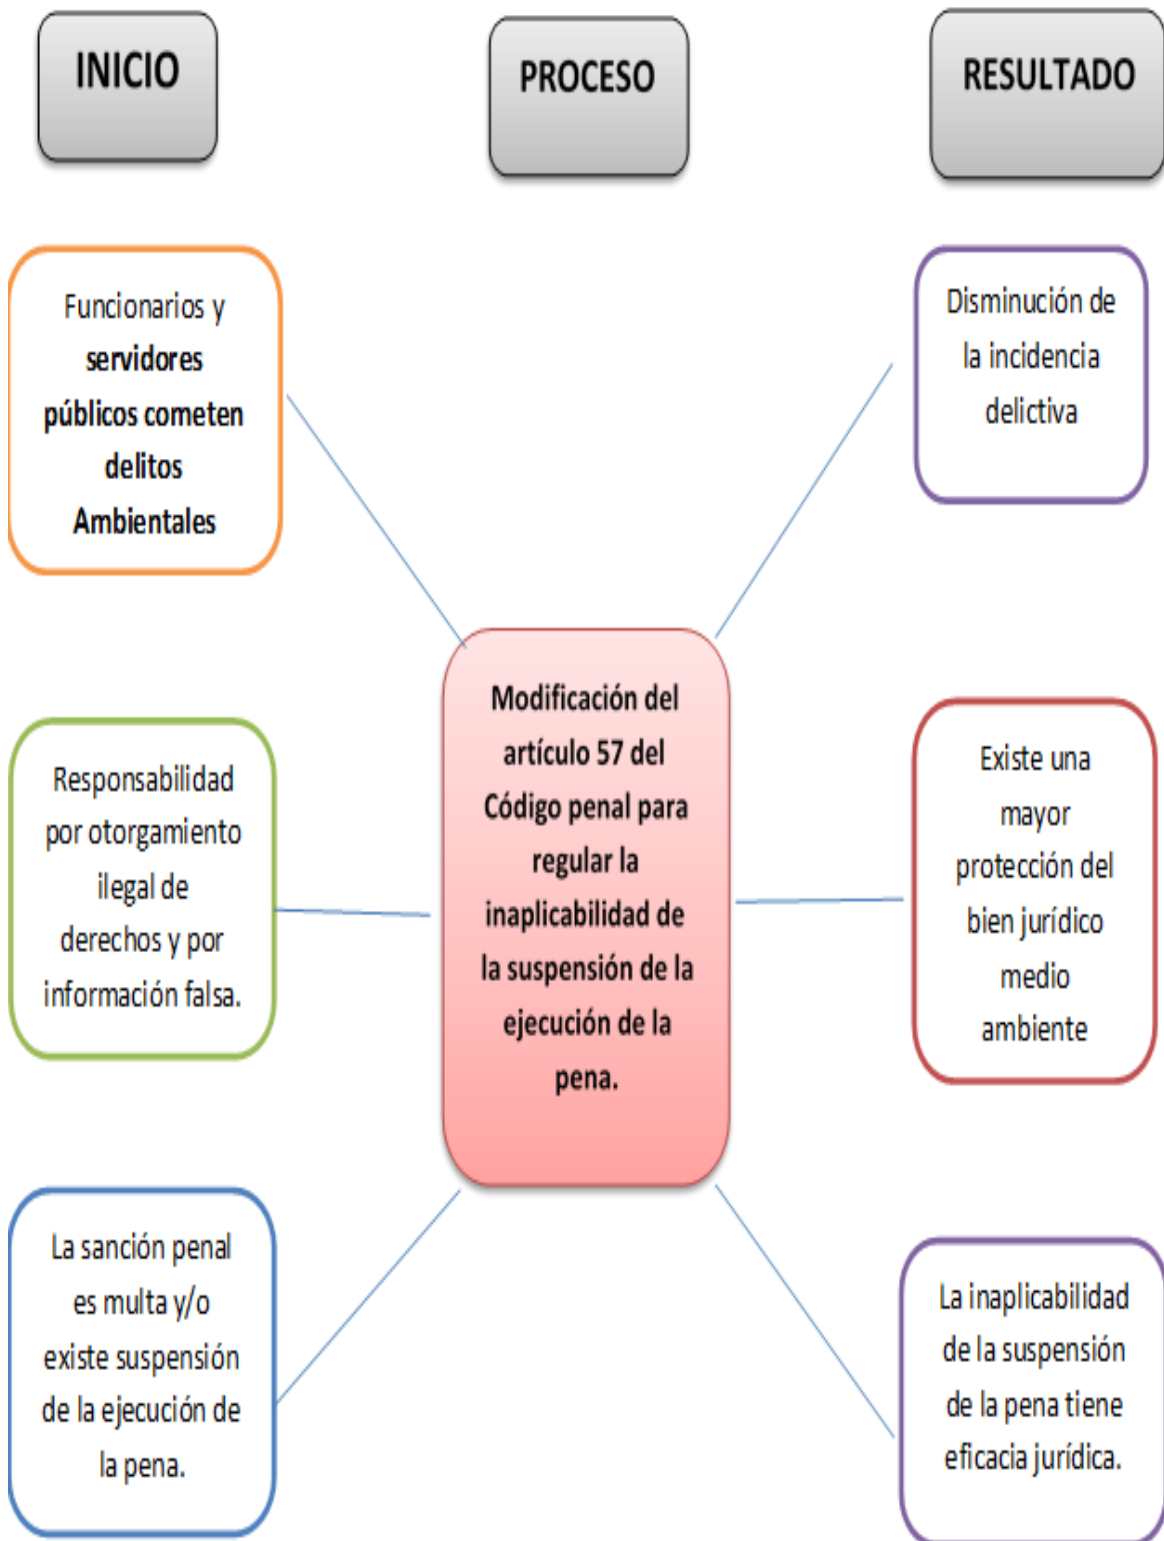 INICIO
PROCESO
RESULTADO
Funcionarios y
servidores
públicos cometen
delitos
Ambientales
Responsabilidad
por otorgamiento
ilegal de
derechos y por
información falsa.
La sanción penal
es multa y/o
existe suspensión
de la ejecución de
la pena.
Modificación del
artículo 57 del
Código penal para
regular la
inaplicabilidad de
la suspensión de la
ejecución de la
pena.
Disminución de
la incidencia
delictiva
Existe una
mayor
protección del
bien jurídico
medio
ambiente
La inaplicabilidad
de la suspensión
de la pena tiene
eficacia jurídica.